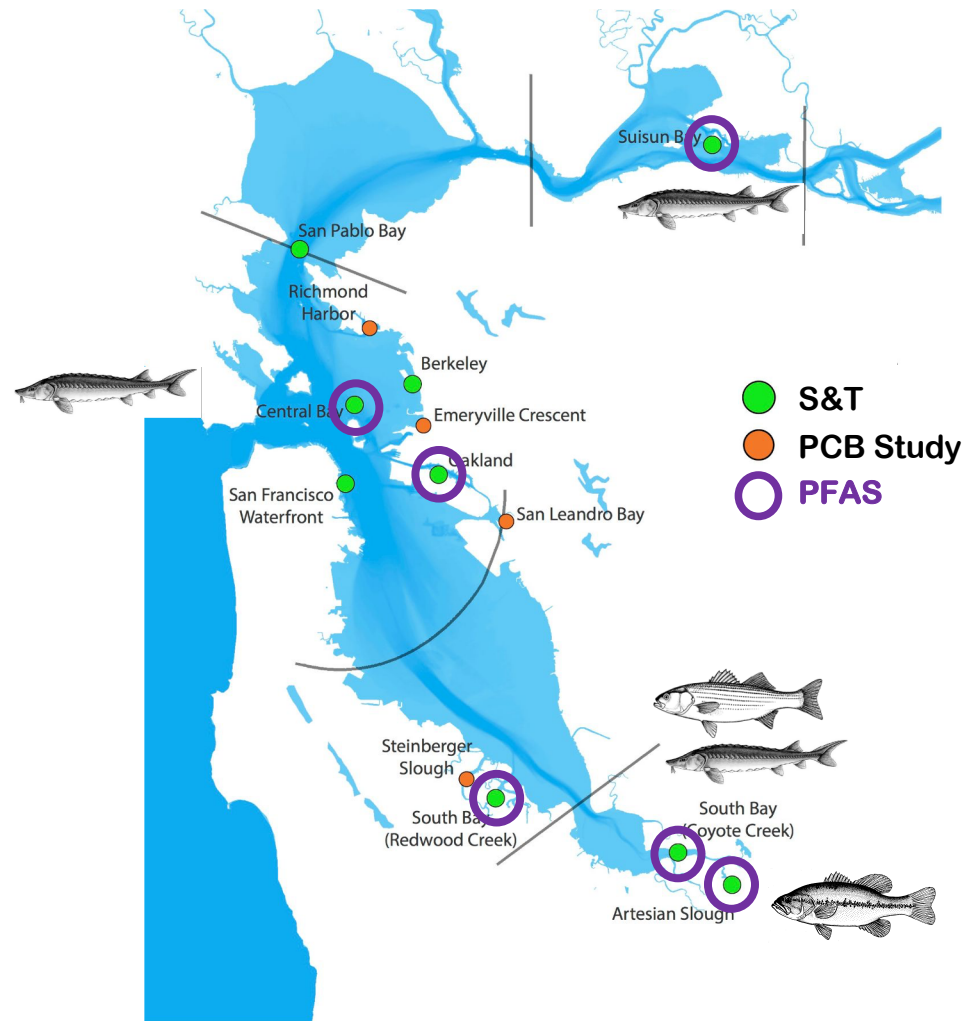 Suisun Bay
San Pablo Bay
Richmond
Harbor
Berkeley
Central Bay
Emeryville Crescent
Oakland
San Francisco
Waterfront
San Leandro Bay
S&T
PCB Study
PFAS
Steinberger
Slough
South Bay
(Redwood Creek)
South Bay
(Coyote Creek)
Artesian Slough